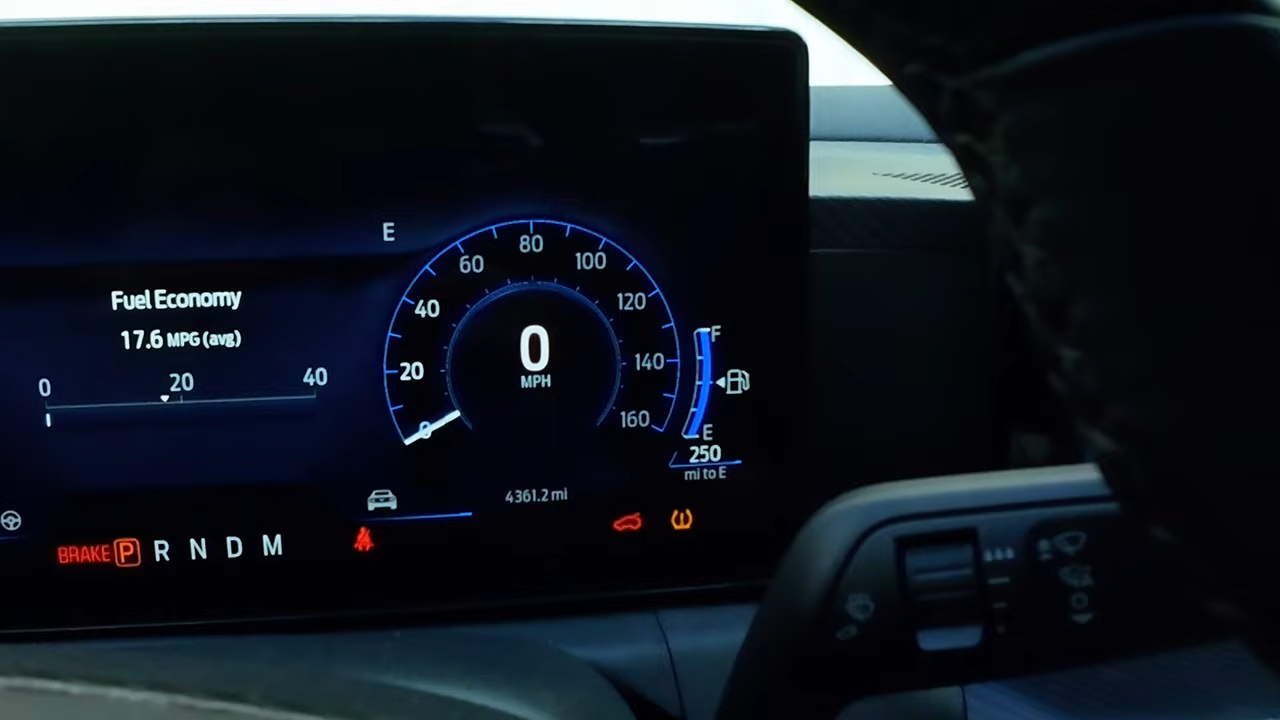 E
Fuel Economy
17.6 MPG (avg)
0 20 40
0 20 40 60 80 100 120 140 160
0
MPH
F
E
250
mi to E
4361.2 mi
BRAKE P R N D M